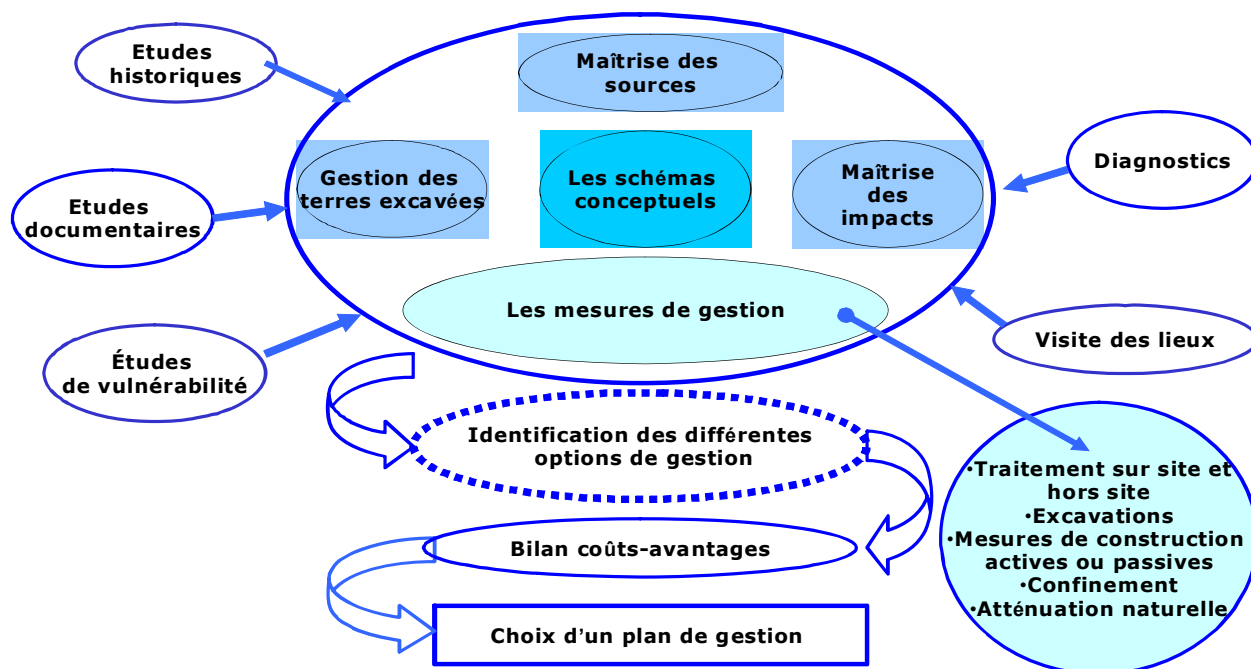 Etudes
historiques
Maîtrise des
sources
Diagnostics
Gestion des
terres excavées
Les schémas
conceptuels
Maîtrise
des
impacts
Etudes
documentaires
Les mesures de gestion
Visite des lieux
Études
de vulnérabilité
Identification des différentes
options de gestion
•Traitement sur site et
hors site
•Excavations
•Mesures de construction
actives ou passives
•Confinement
•Atténuation naturelle
Bilan coûts-avantages
Choix d’un plan de gestion